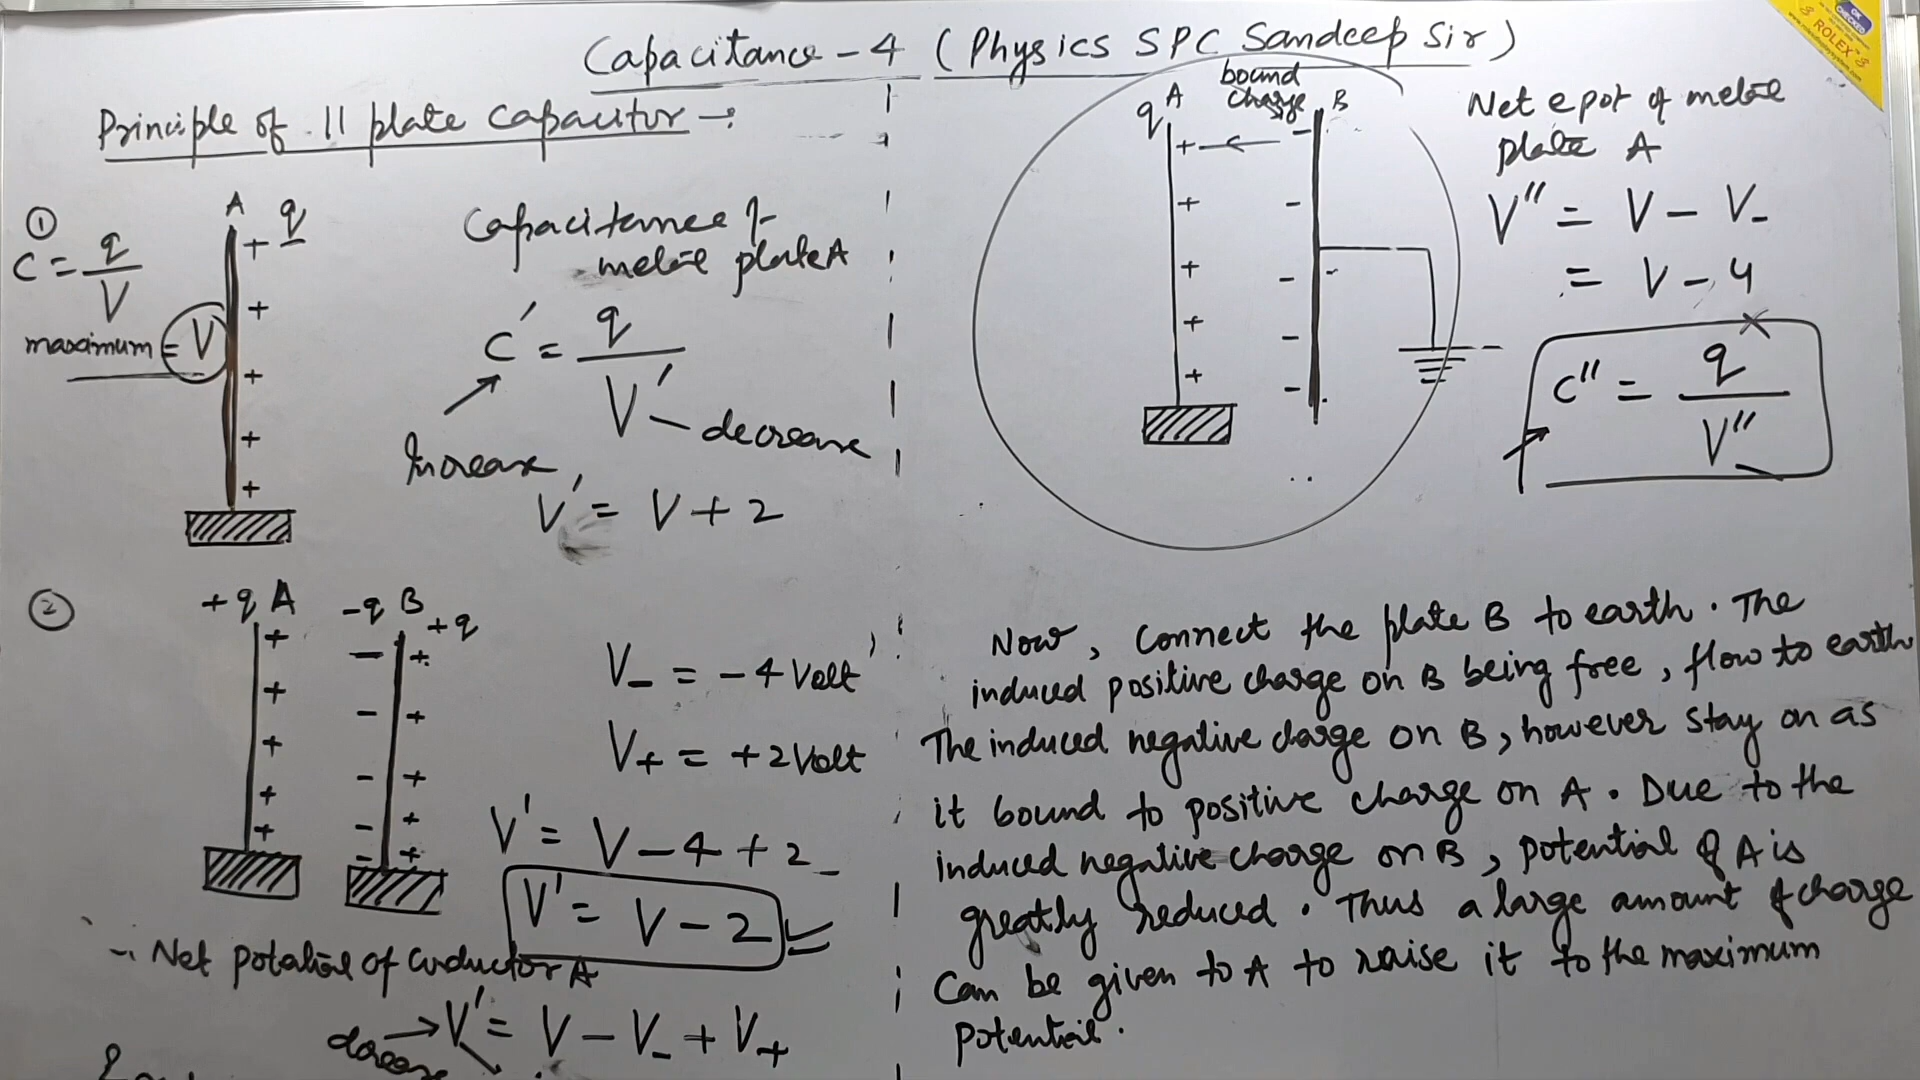 Capacitance - 4 (Physics SPC Sandeep Sir)
Principle of || plate capacitor →:
①
C = q/V
maximum = V
A q
+
+
+
+
+
Capacitance of
metal plate A
C' = q/V'
decrease
Increase
V' = V + 2
②
+q A
-q B +q
V- = -4 Volt
V+ = +2 Volt
V' = V - 4 + 2
V' = V - 2
∴ Net potential of conductor A
decrease → V' = V - V- + V+
bound
charge
q A B
Net e pot of metal
plate A
V'' = V - V-
= V - 4
C'' = q/V''
Now, Connect the plate B to earth. The
induced positive charge on B being free, flow to earth
The induced negative charge on B, however stay on as
it bound to positive charge on A. Due to the
induced negative charge on B, potential of A is
greatly reduced. Thus a large amount of charge
Can be given to A to raise it to the maximum
potential.
OK
CHECKED
ROLEX